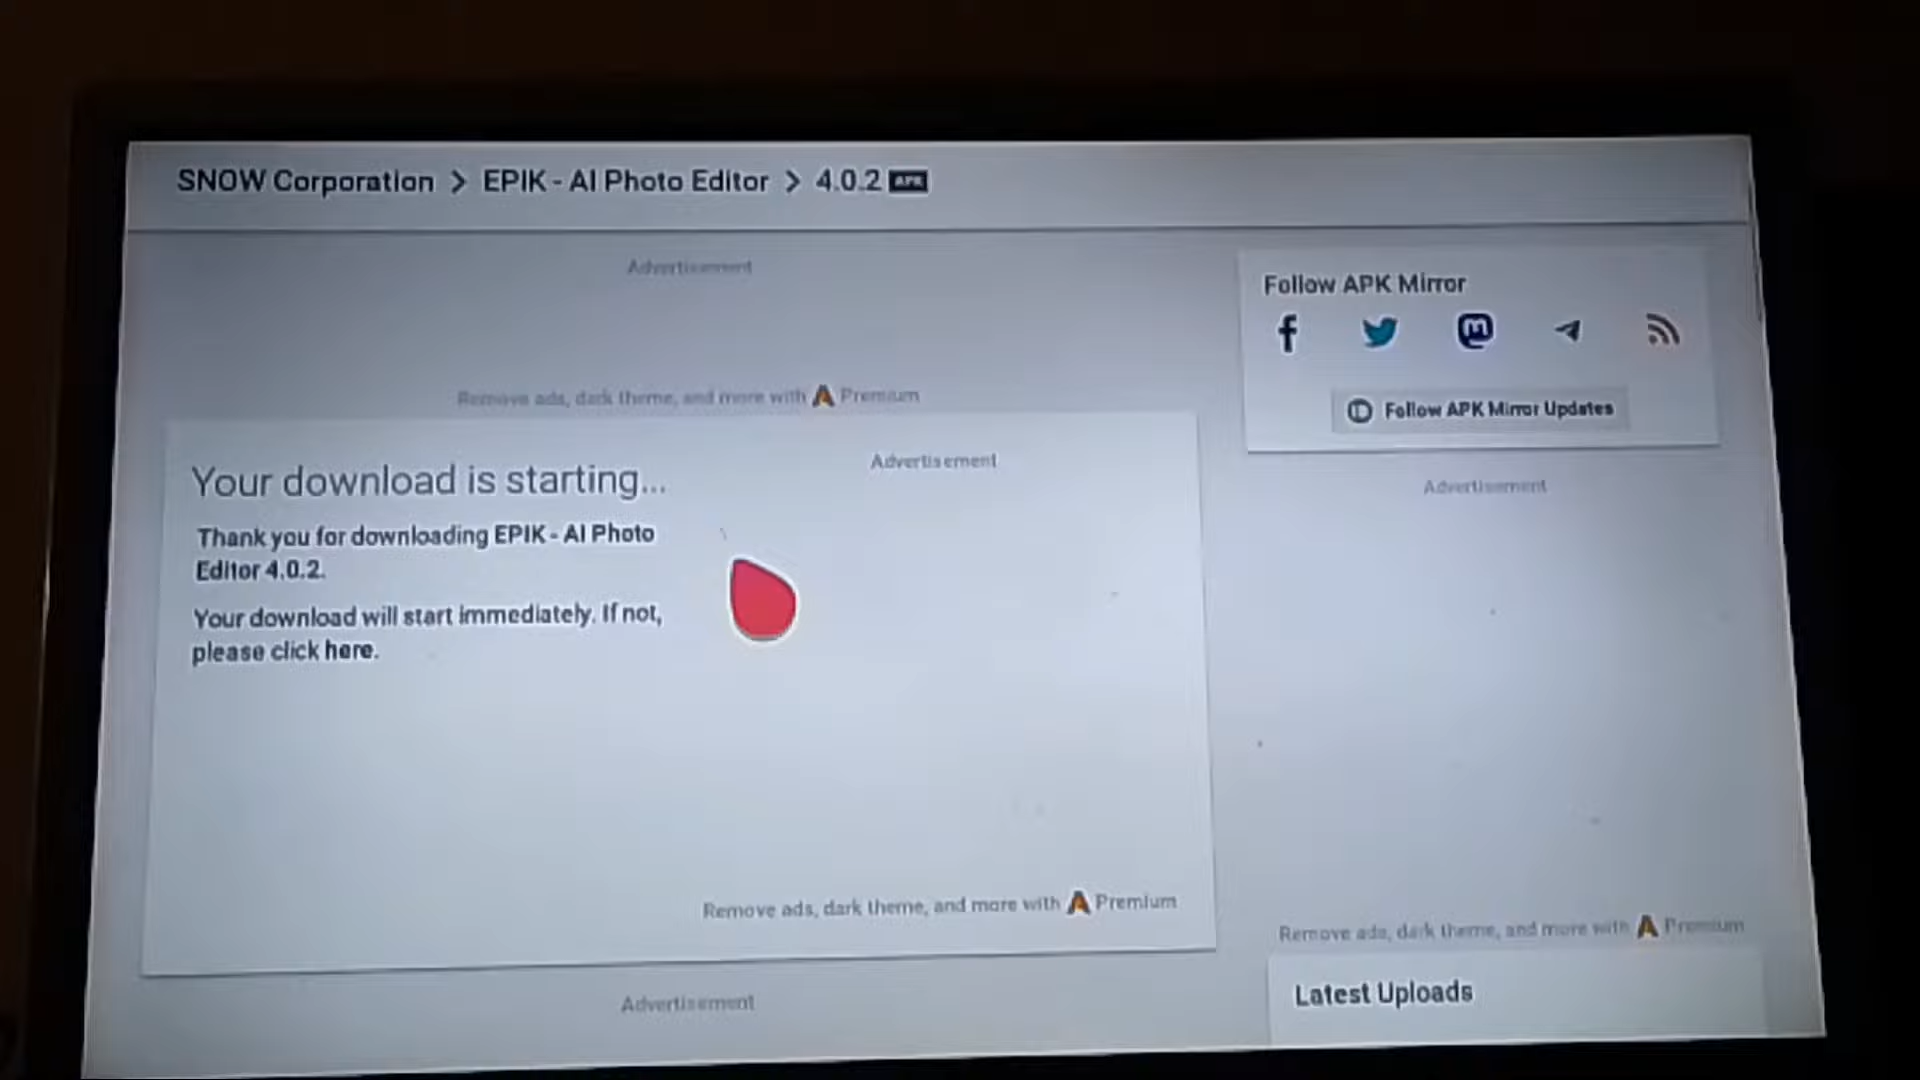 SNOW Corporation > EPIK - AI Photo Editor > 4.0.2 APK
Advertisement
Remove ads, dark theme, and more with A Premium
Your download is starting...
Thank you for downloading EPIK - AI Photo
Editor 4.0.2.
Your download will start immediately. If not,
please click here.
Advertisement
Remove ads, dark theme, and more with A Premium
Advertisement
Follow APK Mirror
Follow APK Mirror Updates
Advertisement
Remove ads, dark theme, and more with A Premium
Latest Uploads